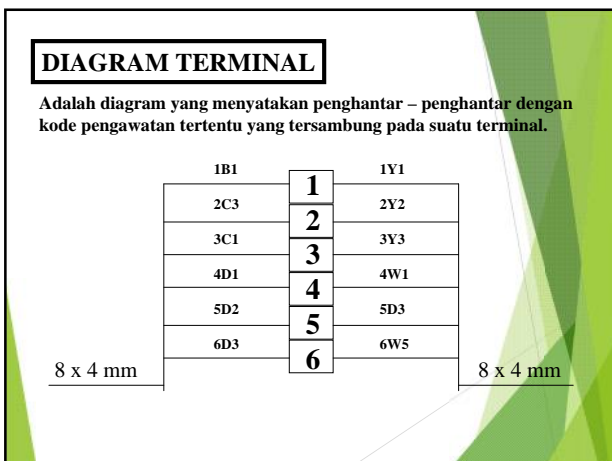 DIAGRAM TERMINAL
Adalah diagram yang menyatakan penghantar – penghantar dengan
kode pengawatan tertentu yang tersambung pada suatu terminal.
1B1 1 1Y1
2C3 2 2Y2
3C1 3 3Y3
4D1 4 4W1
5D2 5 5D3
6D3 6 6W5
8 x 4 mm 8 x 4 mm